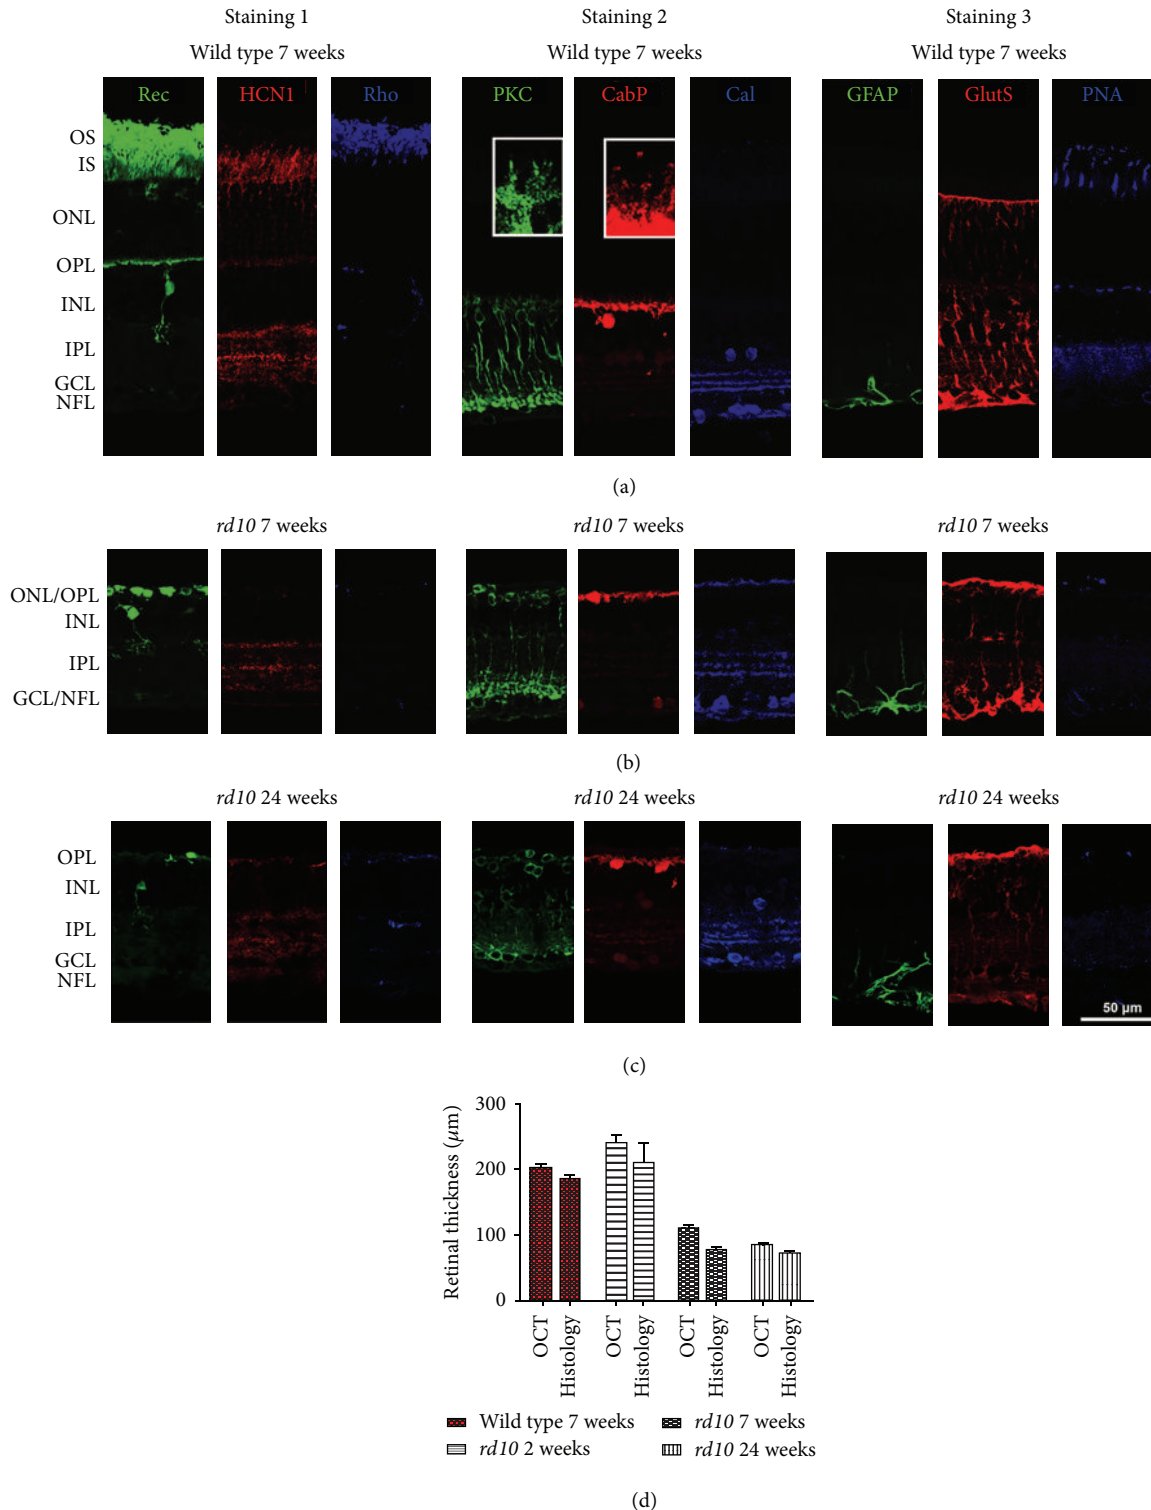 Staining 1 Staining 2 Staining 3
Wild type 7 weeks Wild type 7 weeks Wild type 7 weeks
Rec HCN1 Rho PKC CabP Cal GFAP GlutS PNA
OS
IS
ONL
OPL
INL
IPL
GCL
NFL
(a)
rd10 7 weeks rd10 7 weeks rd10 7 weeks
ONL/OPL
INL
IPL
GCL/NFL
(b)
rd10 24 weeks rd10 24 weeks rd10 24 weeks
OPL
INL
IPL
GCL
NFL
50 µm
(c)
Retinal thickness (µm)
300
200
100
0
OCT Histology OCT Histology OCT Histology OCT Histology
Wild type 7 weeks rd10 7 weeks
rd10 2 weeks rd10 24 weeks
(d)